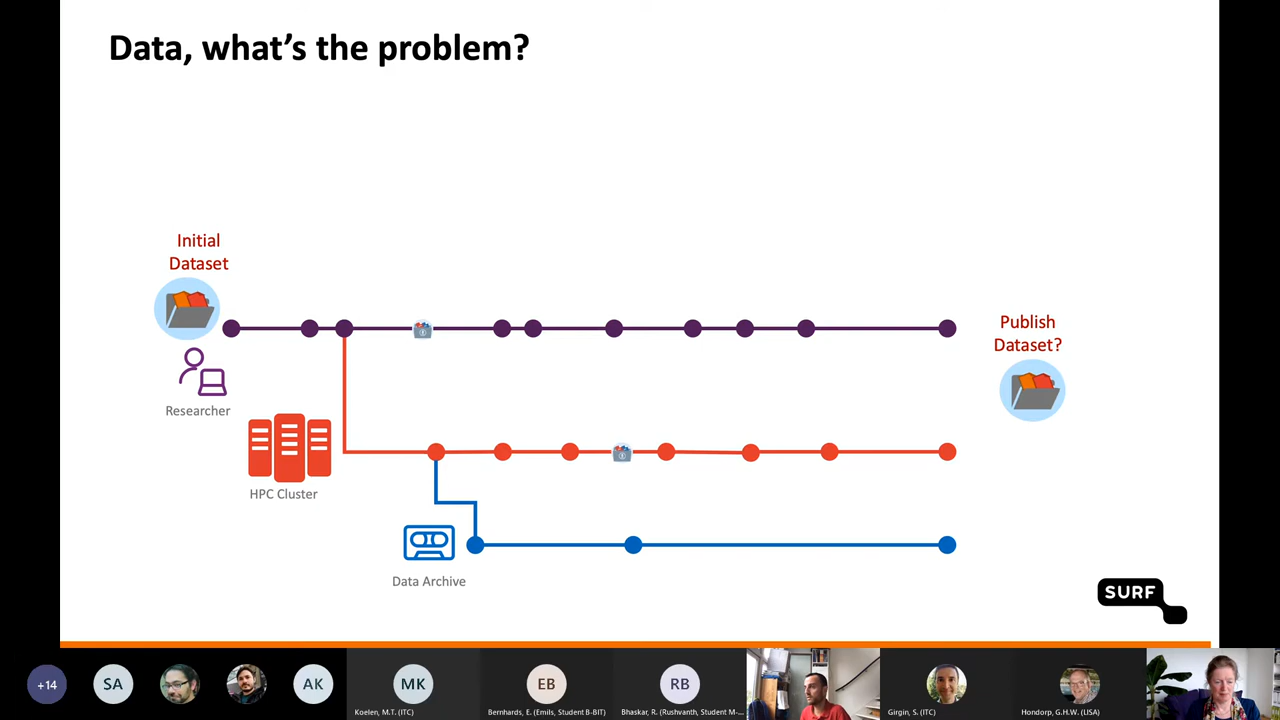 Data, what's the problem?
Initial
Dataset
Researcher
HPC Cluster
Data Archive
Publish
Dataset?
SURF
+14
SA
AK
MK
Koelen, M.T. (ITC)
EB
Bernhards, E. (Emils, Student B-BIT)
RB
Bhaskar, R. (Rushvanth, Student M-...
Girgin, S. (ITC)
Hondorp, G.H.W. (LISA)